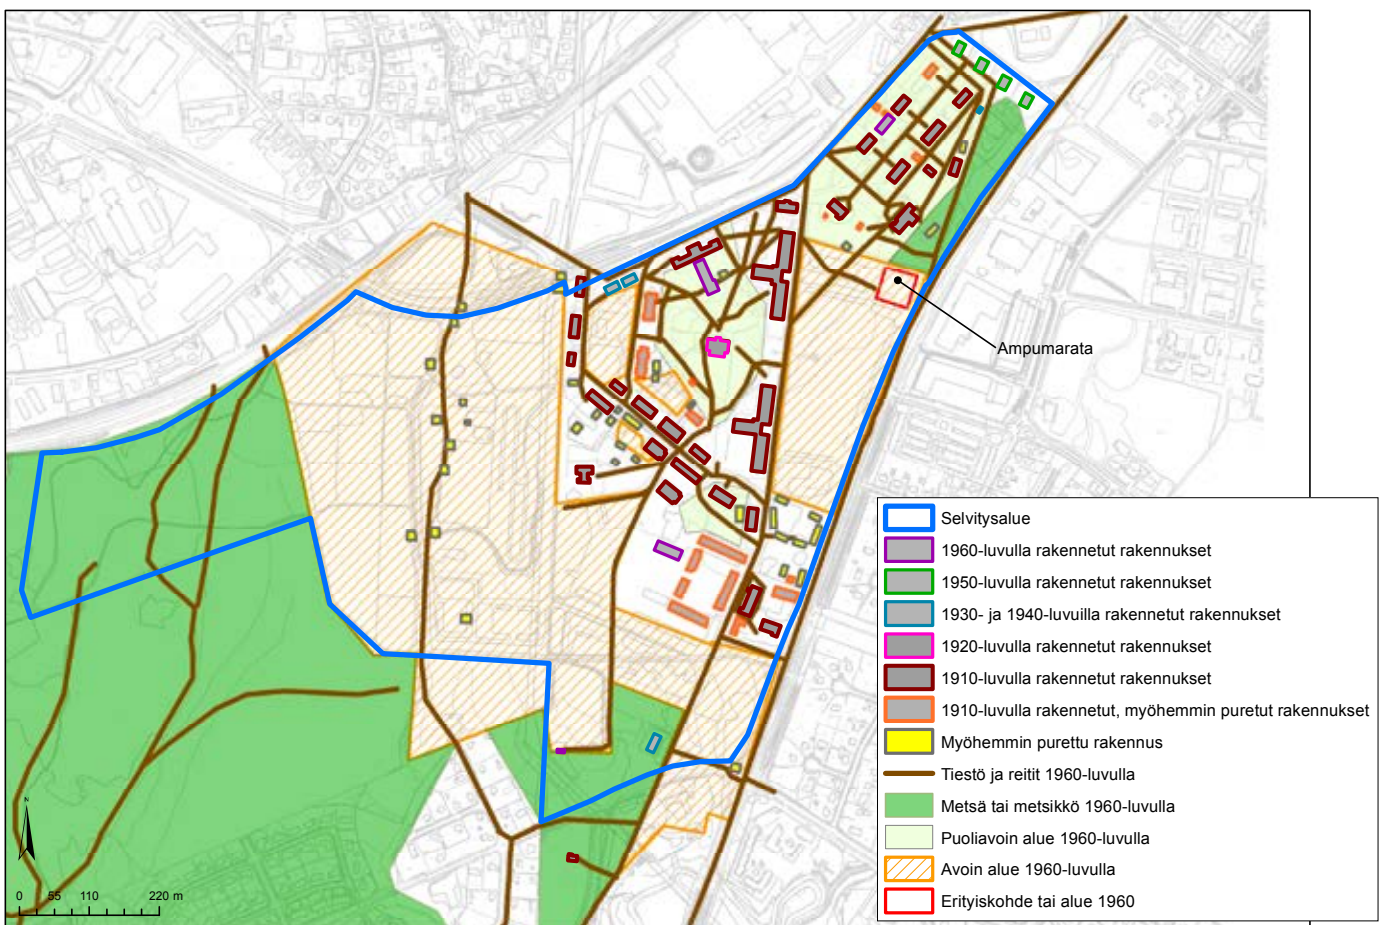 Ampumarata
Selvitysalue
1960-luvulla rakennetut rakennukset
1950-luvulla rakennetut rakennukset
1930- ja 1940-luvuilla rakennetut rakennukset
1920-luvulla rakennetut rakennukset
1910-luvulla rakennetut rakennukset
1910-luvulla rakennetut, myöhemmin puretut rakennukset
Myöhemmin purettu rakennus
Tiestö ja reitit 1960-luvulla
Metsä tai metsikkö 1960-luvulla
Puoliavoin alue 1960-luvulla
Avoin alue 1960-luvulla
Erityiskohde tai alue 1960
N
0 55 110 220 m